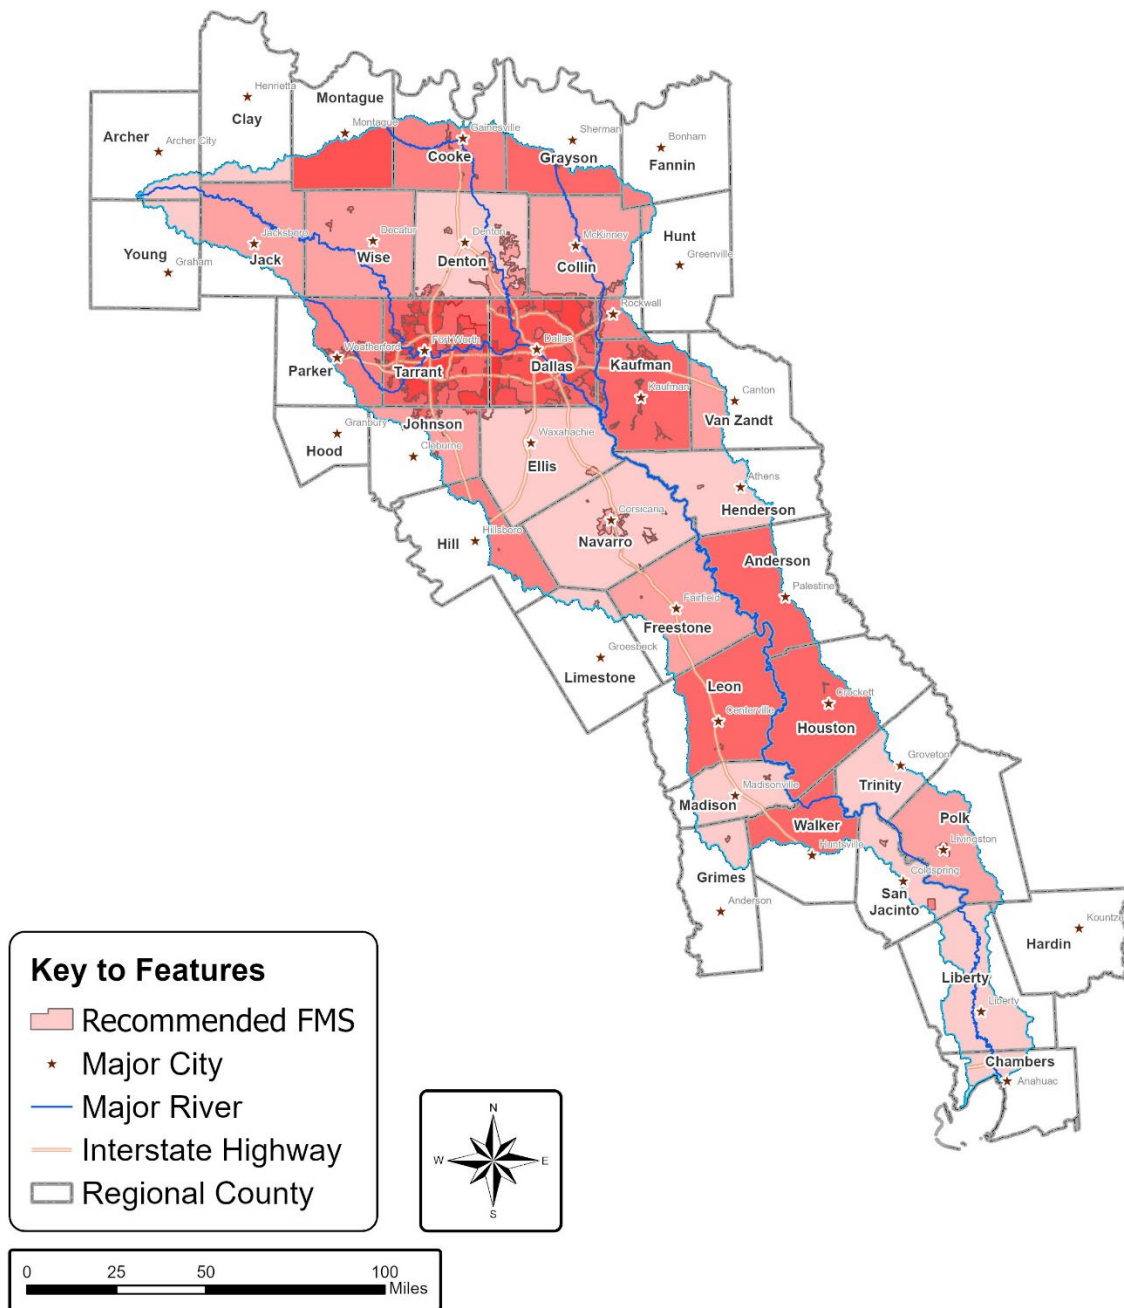 Henrietta
Montague
Clay
Archer
Archer City
Montague
Gainesville
Cooke
Sherman
Grayson
Bonham
Fannin
Young
Graham
Jacksboro
Jack
Decatur
Wise
Denton
Denton
McKinney
Collin
Hunt
Greenville
Rockwall
Weatherford
Parker
Fort Worth
Tarrant
Dallas
Dallas
Kaufman
Kaufman
Canton
Van Zandt
Granbury
Hood
Johnson
Cleburne
Waxahachie
Ellis
Athens
Henderson
Corsicana
Navarro
Hill
Hillsboro
Anderson
Palestine
Fairfield
Freestone
Groesbeck
Limestone
Leon
Centerville
Crockett
Houston
Groveton
Trinity
Madisonville
Madison
Walker
Huntsville
Polk
Livingston
Grimes
Anderson
Coldspring
San
Jacinto
Kountze
Hardin
Liberty
Liberty
Chambers
Anahuac
Key to Features
Recommended FMS
Major City
Major River
Interstate Highway
Regional County
N
W
E
S
0 25 50 100
Miles